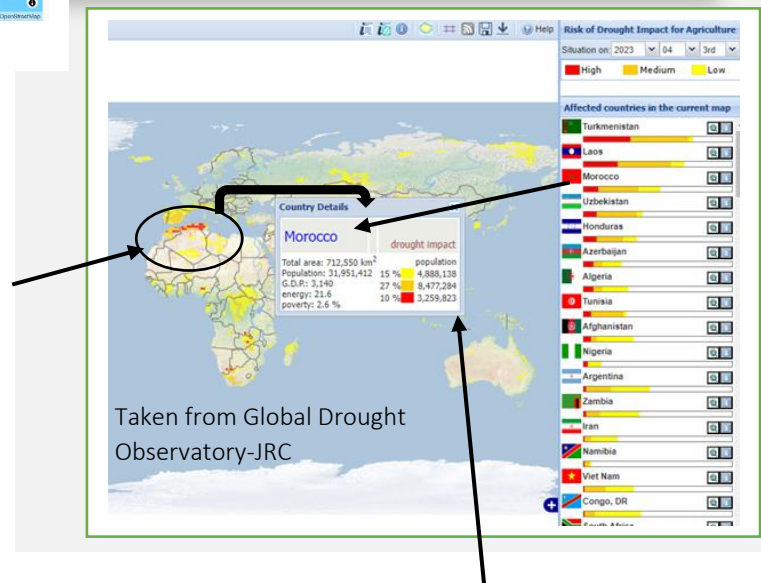 OpenStreetMap
Help
Risk of Drought Impact for Agriculture
Situation on: 2023 04 3rd
High Medium Low
Affected countries in the current map
Turkmenistan
Laos
Morocco
Uzbekistan
Honduras
Azerbaijan
Algeria
Tunisia
Afghanistan
Nigeria
Argentina
Zambia
Iran
Namibia
Viet Nam
Congo, DR
South Africa
Country Details
Morocco
drought impact
Total area: 712,550 km2
population
Population: 31,951,412
15 % 4,888,138
G.D.P.: 3,140
27 % 8,477,284
energy: 21.6
10 % 3,259,823
poverty: 2.6 %
Taken from Global Drought
Observatory-JRC